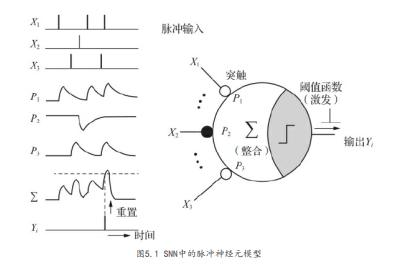 X₁
X₂
X₃
P₁
P₂
P₃
Σ
Yᵢ
脉冲输入
重置
时间
X₁
X₂
X₃
突触
P₁
P₂
P₃
Σ
(整合)
阈值函数
(激发)
输出Yᵢ
图5.1 SNN中的脉冲神经元模型